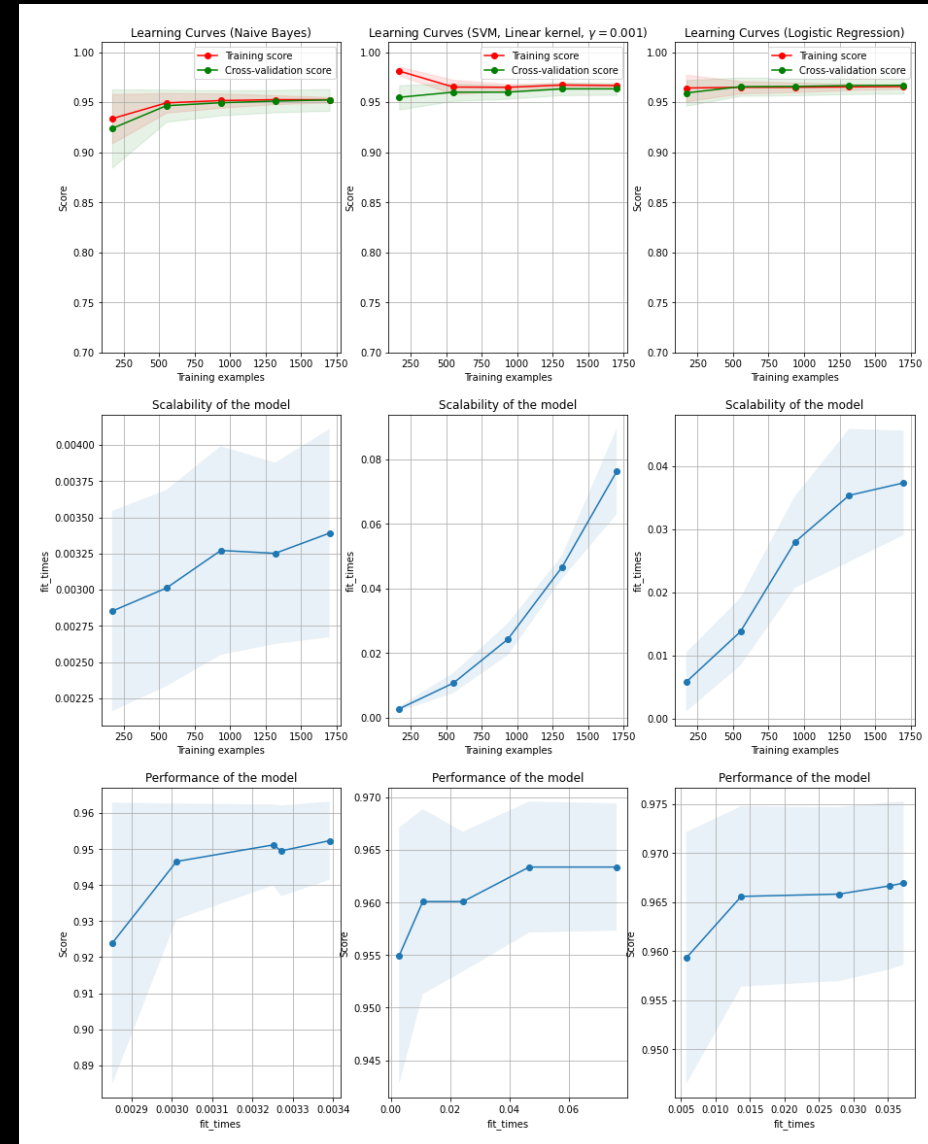 Learning Curves (Naive Bayes)
1.00
0.95
0.90
0.85
0.80
0.75
0.70
Score
Training score
Cross-validation score
250 500 750 1000 1250 1500 1750
Training examples
Learning Curves (SVM, Linear kernel, γ = 0.001)
1.00
0.95
0.90
0.85
0.80
0.75
0.70
Score
Training score
Cross-validation score
250 500 750 1000 1250 1500 1750
Training examples
Learning Curves (Logistic Regression)
1.00
0.95
0.90
0.85
0.80
0.75
0.70
Score
Training score
Cross-validation score
250 500 750 1000 1250 1500 1750
Training examples
Scalability of the model
0.00400
0.00375
0.00350
0.00325
0.00300
0.00275
0.00250
0.00225
fit_times
250 500 750 1000 1250 1500 1750
Training examples
Scalability of the model
0.08
0.06
0.04
0.02
0.00
fit_times
250 500 750 1000 1250 1500 1750
Training examples
Scalability of the model
0.04
0.03
0.02
0.01
0.00
fit_times
250 500 750 1000 1250 1500 1750
Training examples
Performance of the model
0.96
0.95
0.94
0.93
0.92
0.91
0.90
0.89
Score
0.0029 0.0030 0.0031 0.0032 0.0033 0.0034
fit_times
Performance of the model
0.970
0.965
0.960
0.955
0.950
0.945
Score
0.00 0.02 0.04 0.06
fit_times
Performance of the model
0.975
0.970
0.965
0.960
0.955
0.950
Score
0.005 0.010 0.015 0.020 0.025 0.030 0.035
fit_times